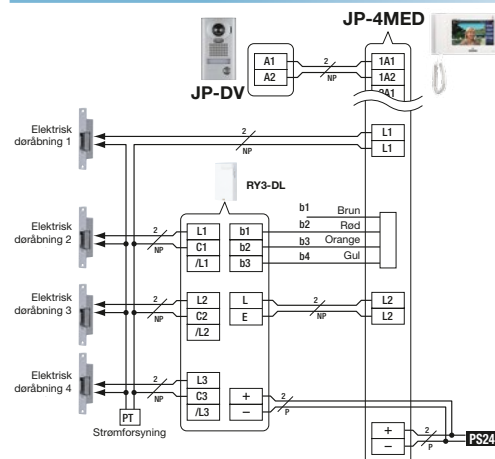 JP-4MED
JP-DV
A1
A2
2
NP
1A1
1A2
2A1
Elektrisk
døråbning 1
2
NP
L1
L1
RY3-DL
Elektrisk
døråbning 2
2
NP
L1
C1
/L1
b1
b2
b3
b1 Brun
b2 Rød
b3 Orange
b4 Gul
Elektrisk
døråbning 3
2
NP
L2
C2
/L2
L
E
2
NP
L2
L2
Elektrisk
døråbning 4
2
NP
L3
C3
/L3
+
–
2
P
PT
Strømforsyning
+
–
2
P
PS24